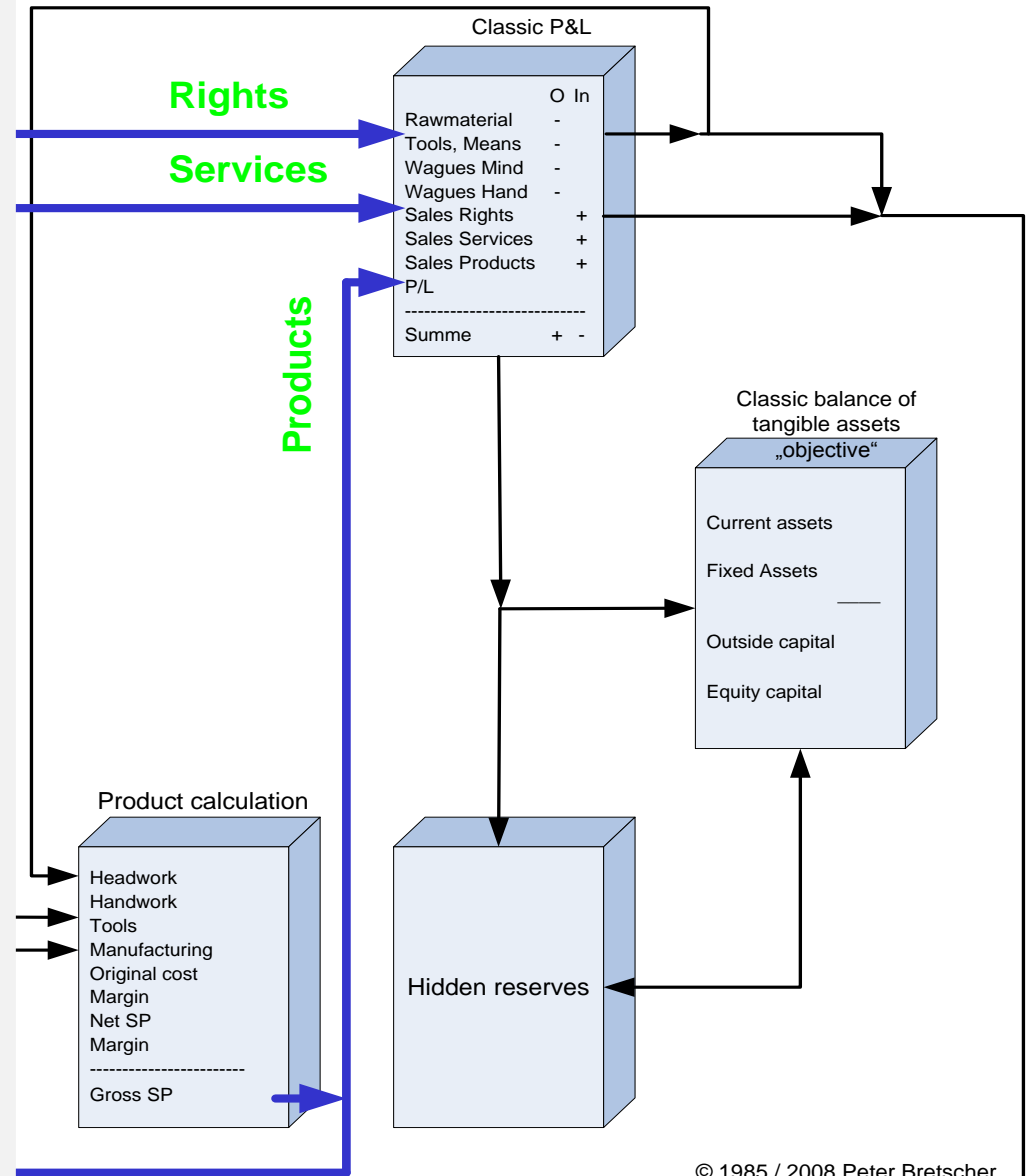 Classic P&L
Rights
O In
Rawmaterial -
Tools, Means -
Services
Wagues Mind -
Wagues Hand -
Sales Rights +
Sales Services +
Sales Products +
P/L
-----------------------------
Summe + -
Products
Classic balance of
tangible assets
„objective“
Current assets
Fixed Assets
Outside capital
Equity capital
Product calculation
Headwork
Handwork
Tools
Manufacturing
Original cost
Margin
Net SP
Margin
-------------------------
Gross SP
Hidden reserves
© 1985 / 2008 Peter Bretscher